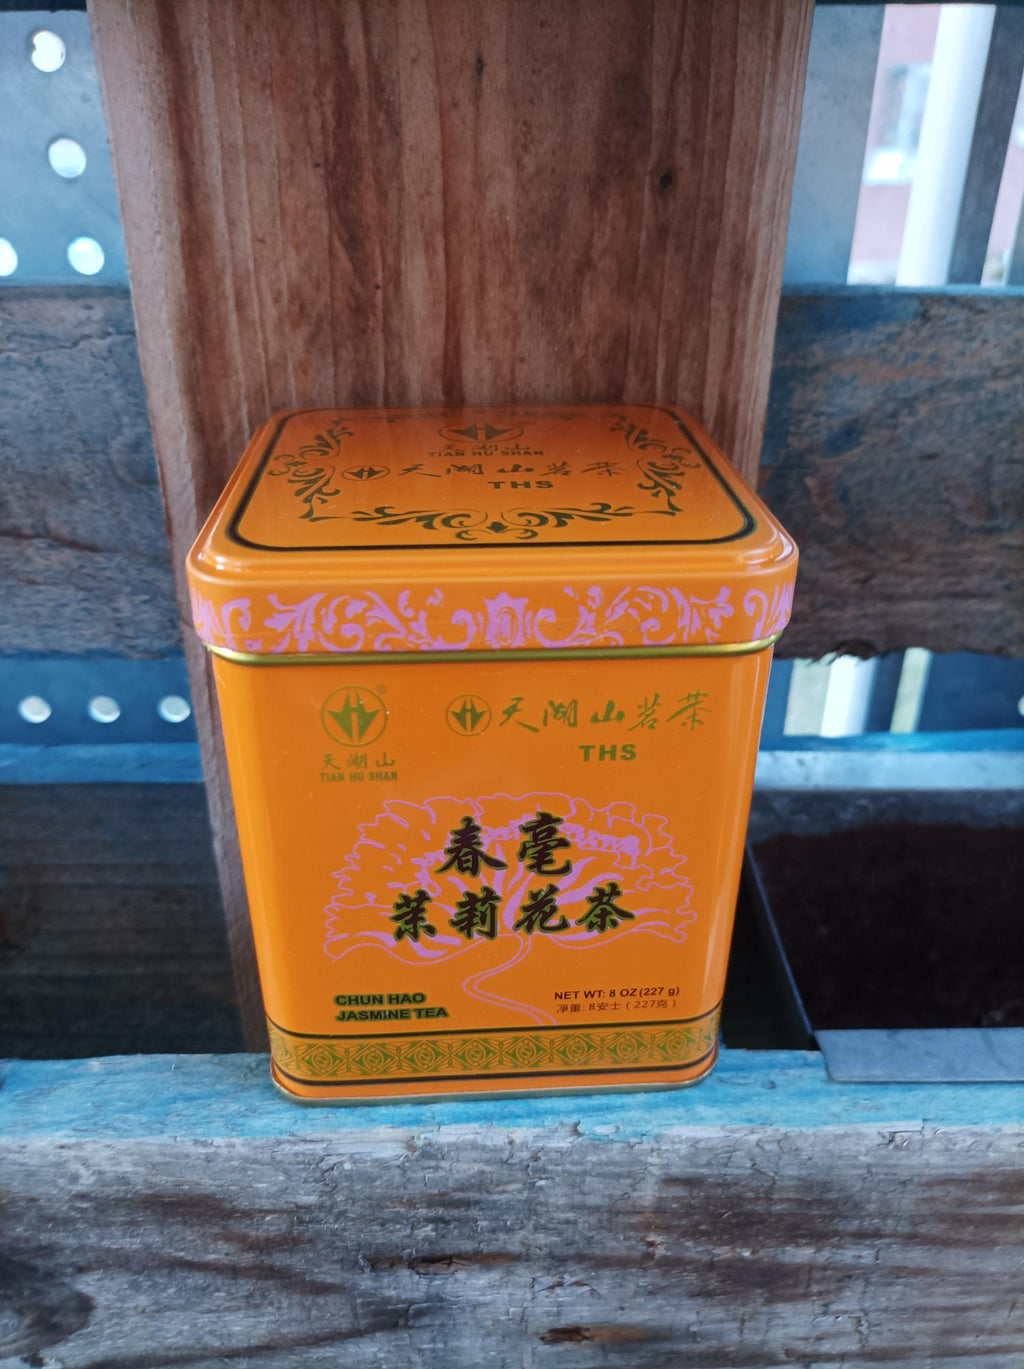 天湖山
TIAN HU SHAN
天湖山茗茶
THS
®
天湖山
TIAN HU SHAN
天湖山茗茶
THS
春毫
茉莉花茶
CHUN HAO
JASMINE TEA
NET WT: 8 OZ (227 g)
淨重: 8安士 (227克)